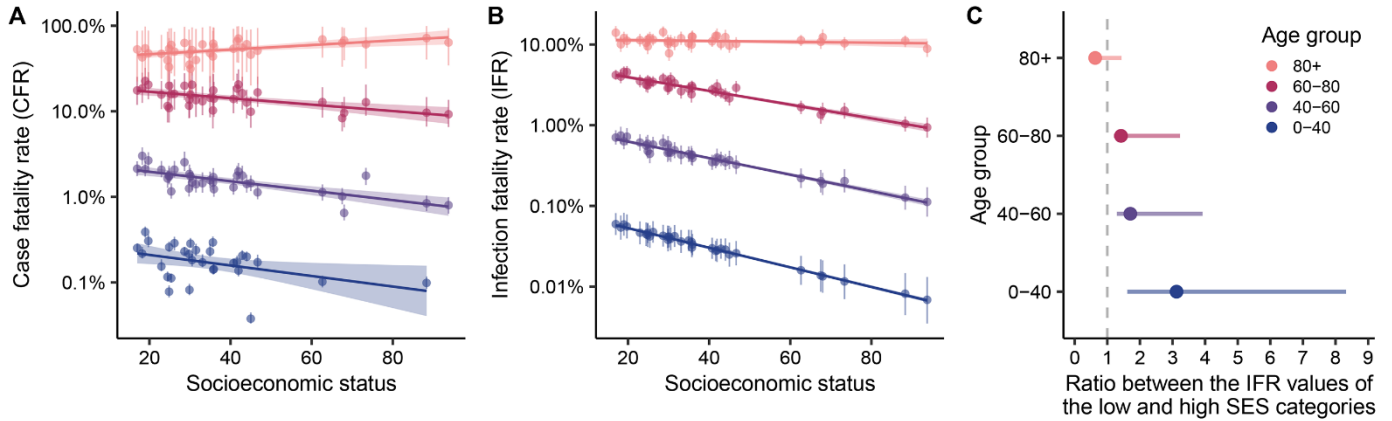 A
Case fatality rate (CFR)
100.0%
10.0%
1.0%
0.1%
20 40 60 80
Socioeconomic status
B
Infection fatality rate (IFR)
10.00%
1.00%
0.10%
0.01%
20 40 60 80
Socioeconomic status
C
Age group
80+
60−80
40−60
0−40
Age group
80+
60−80
40−60
0−40
0 1 2 3 4 5 6 7 8 9
Ratio between the IFR values of
the low and high SES categories